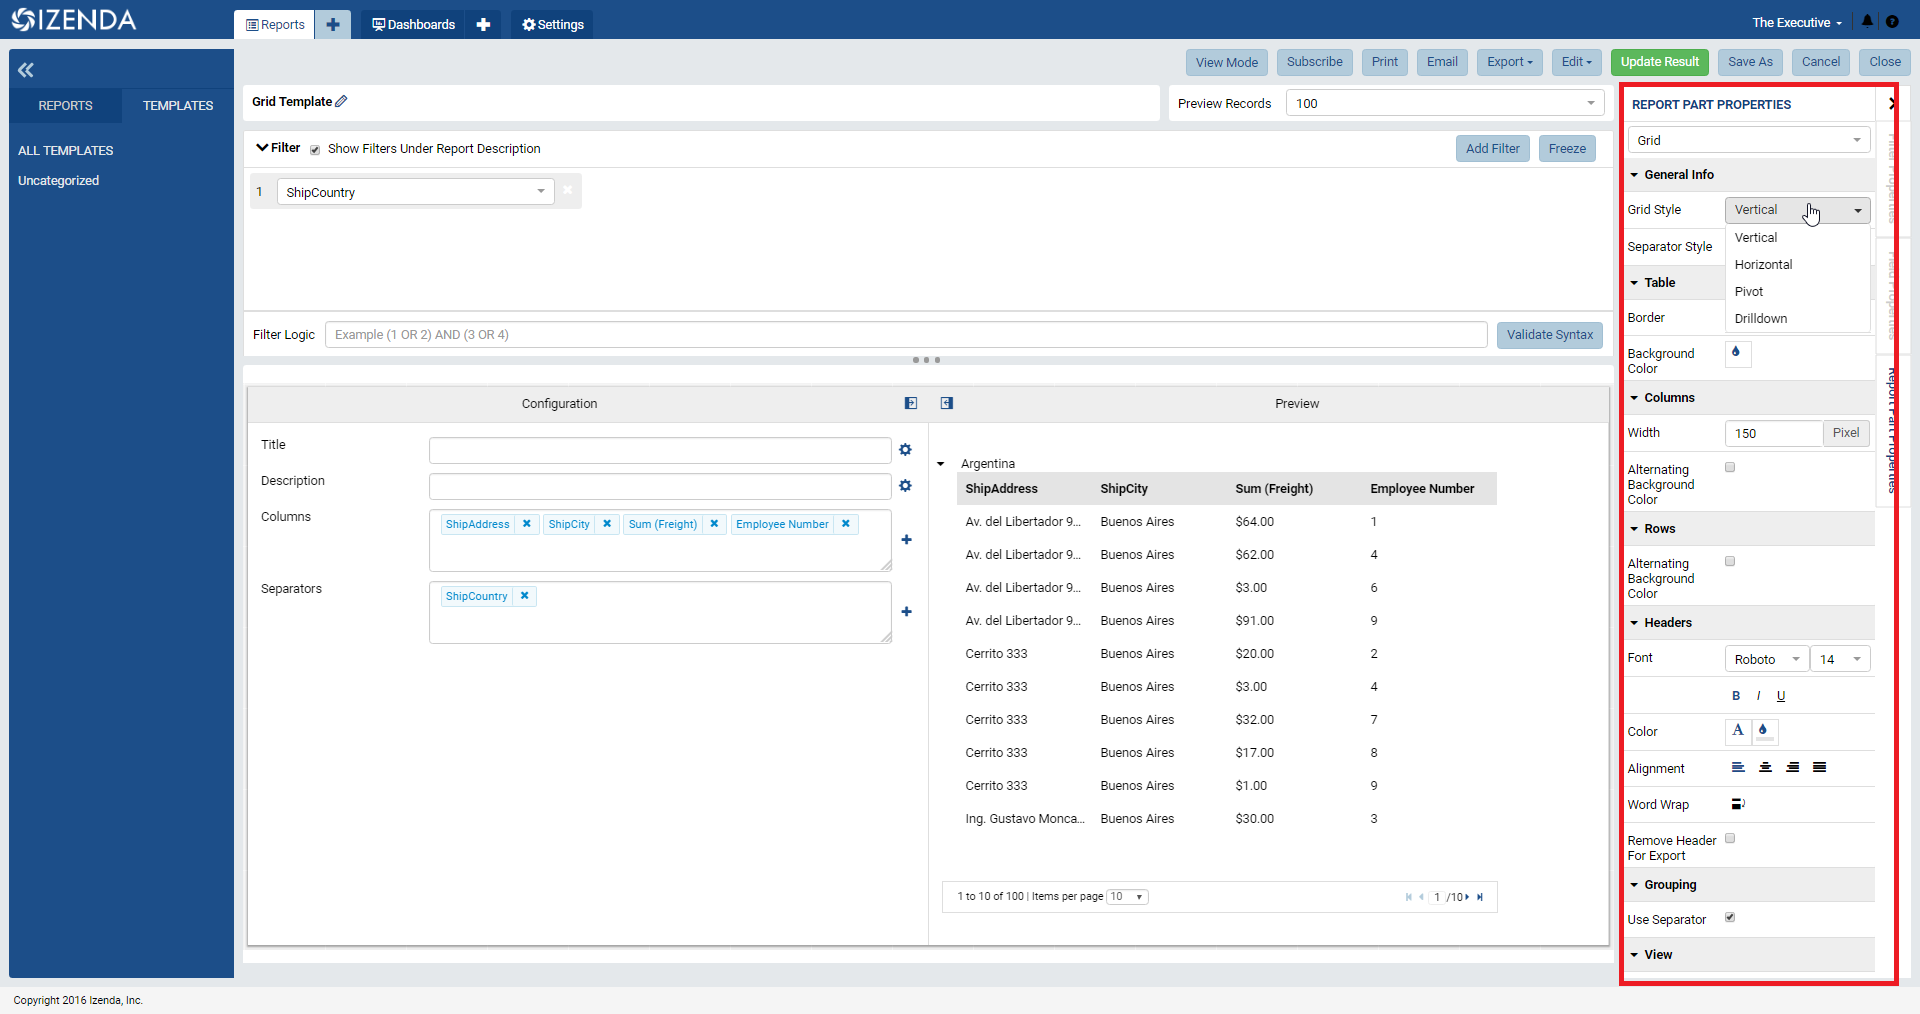 IZENDA
Reports
Dashboards
Settings
The Executive
View Mode Subscribe Print Email Export Edit Update Result Save As Cancel Close
REPORTS TEMPLATES
ALL TEMPLATES
Uncategorized
Grid Template
Preview Records 100
Filter Show Filters Under Report Description
Add Filter Freeze
1 ShipCountry
Filter Logic Example (1 OR 2) AND (3 OR 4) Validate Syntax
Configuration
Title
Description
Columns ShipAddress ShipCity Sum (Freight) Employee Number
Separators ShipCountry
Preview
Argentina
ShipAddress ShipCity Sum (Freight) Employee Number
Av. del Libertador 9... Buenos Aires $64.00 1
Av. del Libertador 9... Buenos Aires $62.00 4
Av. del Libertador 9... Buenos Aires $3.00 6
Av. del Libertador 9... Buenos Aires $91.00 9
Cerrito 333 Buenos Aires $20.00 2
Cerrito 333 Buenos Aires $3.00 4
Cerrito 333 Buenos Aires $32.00 7
Cerrito 333 Buenos Aires $17.00 8
Cerrito 333 Buenos Aires $1.00 9
Ing. Gustavo Monca... Buenos Aires $30.00 3
1 to 10 of 100 | Items per page 10 1 /10
REPORT PART PROPERTIES
Grid
General Info
Grid Style Vertical
Vertical
Separator Style
Horizontal
Table
Pivot
Border
Drilldown
Background
Color
Columns
Width 150 Pixel
Alternating
Background
Color
Rows
Alternating
Background
Color
Headers
Font Roboto 14
B I U
Color A
Alignment
Word Wrap
Remove Header
For Export
Grouping
Use Separator
View
Filter Properties
Field Properties
Report Part Properties
Copyright 2016 Izenda, Inc.